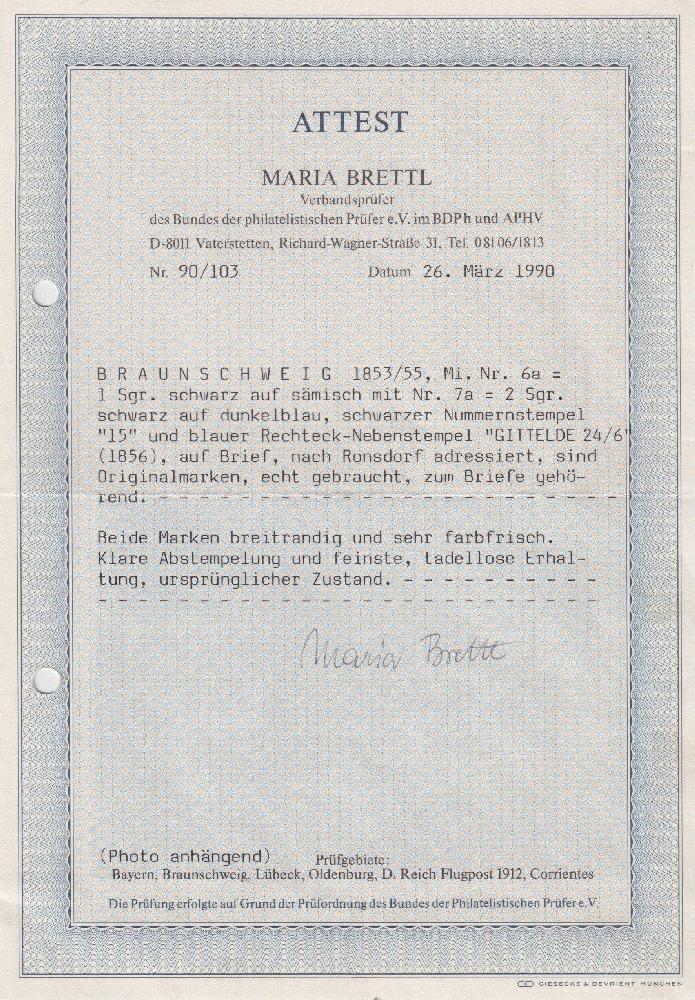 ATTEST
MARIA BRETTL
Verbandsprüfer
des Bundes der philatelistischen Prüfer e.V. im BDPh und APHV
D-8011 Vaterstetten, Richard-Wagner-Straße 31, Tel. 08106/1813
Nr. 90/103 Datum 26. März 1990
B R A U N S C H W E I G 1853/55, Mi. Nr. 6a =
1 Sgr. schwarz auf sämisch mit Nr. 7a = 2 Sgr.
schwarz auf dunkelblau, schwarzer Nummernstempel
"15" und blauer Rechteck-Nebenstempel "GITTELDE 24/6"
(1856), auf Brief, nach Ronsdorf adressiert, sind
Originalmarken, echt gebraucht, zum Briefe gehö-
rend. - - - - - - - - - - - - - - - - - - - - - - -
Beide Marken breitrandig und sehr farbfrisch.
Klare Abstempelung und feinste, tadellose Erhal-
tung, ursprünglicher Zustand. - - - - - - - - - -
- - - - - - - - - - - - - - - - - - - - - - - - -
Maria Brettl
(Photo anhängend) Prüfgebiete:
Bayern, Braunschweig, Lübeck, Oldenburg, D. Reich Flugpost 1912, Corrientes
Die Prüfung erfolgte auf Grund der Prüfordnung des Bundes der Philatelistischen Prüfer e.V.
GIESECKE & DEVRIENT MÜNCHEN